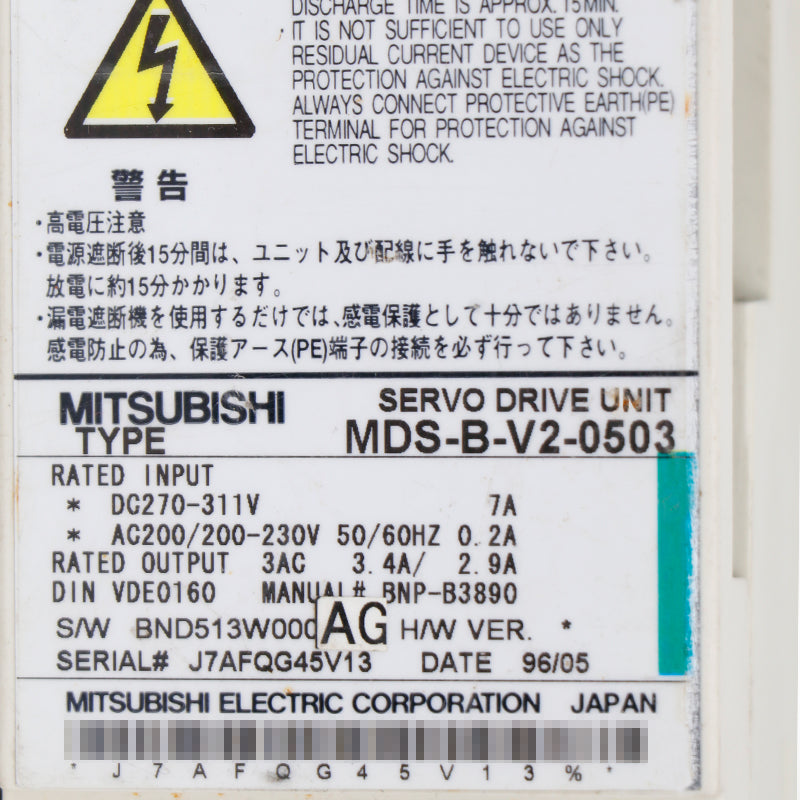 DISCHARGE TIME IS APPROX. 15MIN.
・IT IS NOT SUFFICIENT TO USE ONLY
RESIDUAL CURRENT DEVICE AS THE
PROTECTION AGAINST ELECTRIC SHOCK.
ALWAYS CONNECT PROTECTIVE EARTH(PE)
TERMINAL FOR PROTECTION AGAINST
ELECTRIC SHOCK.
警告
・高電圧注意
・電源遮断後15分間は、ユニット及び配線に手を触れないで下さい。
放電に約15分かかります。
・漏電遮断機を使用するだけでは、感電保護として十分ではありません。
感電防止の為、保護アース(PE)端子の接続を必ず行って下さい。
MITSUBISHI SERVO DRIVE UNIT
TYPE MDS-B-V2-0503
RATED INPUT
* DC270-311V 7A
* AC200/200-230V 50/60HZ 0.2A
RATED OUTPUT 3AC 3.4A/ 2.9A
DIN VDE0160 MANUAL# BNP-B3890
S/W BND513W000 AG H/W VER. *
SERIAL# J7AFQG45V13 DATE 96/05
MITSUBISHI ELECTRIC CORPORATION JAPAN
* J 7 A F Q G 4 5 V 1 3 % *